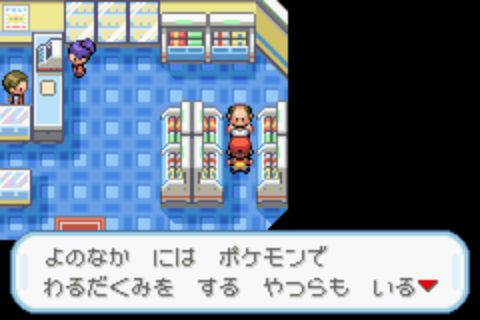 よのなか　には　ポケモンで
わるだくみを　する　やつらも　いる